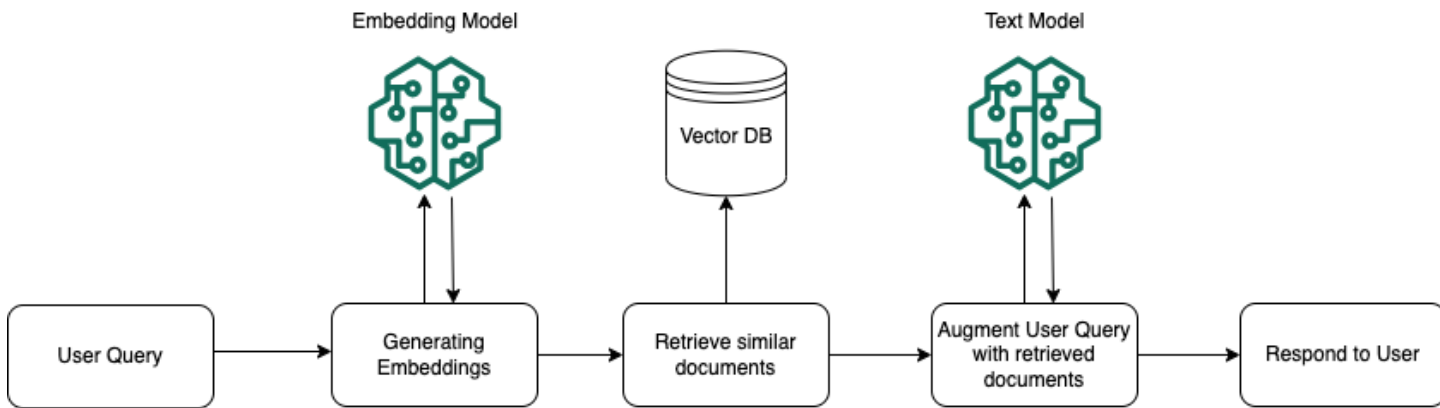 Embedding Model
Text Model
Vector DB
User Query
Generating
Embeddings
Retrieve similar
documents
Augment User Query
with retrieved
documents
Respond to User